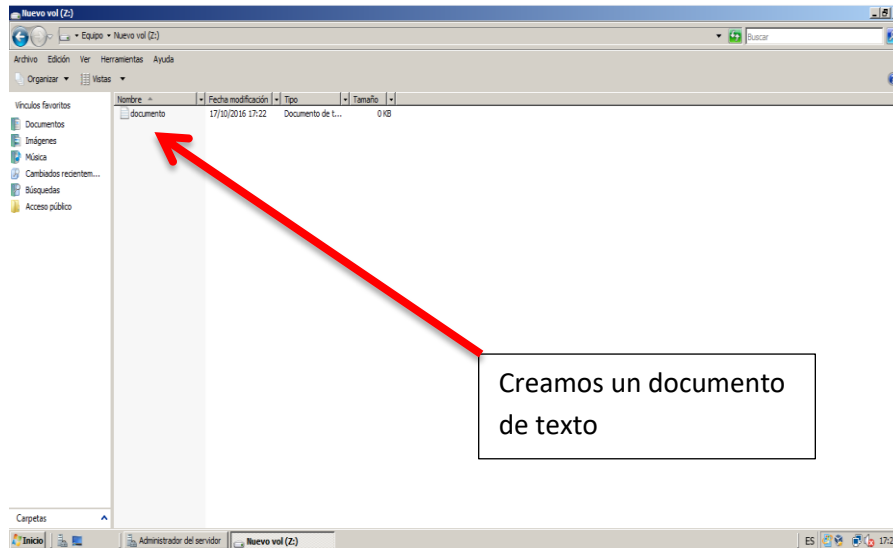 Nuevo vol (Z:)
Equipo Nuevo vol (Z:)
Buscar
Archivo Edición Ver Herramientas Ayuda
Organizar Vistas
Vínculos favoritos
Documentos
Imágenes
Música
Cambiados recientem...
Búsquedas
Acceso público
Carpetas
Nombre Fecha modificación Tipo Tamaño
documento 17/10/2016 17:22 Documento de t... 0 KB
Creamos un documento
de texto
Inicio Administrador del servidor Nuevo vol (Z:) ES